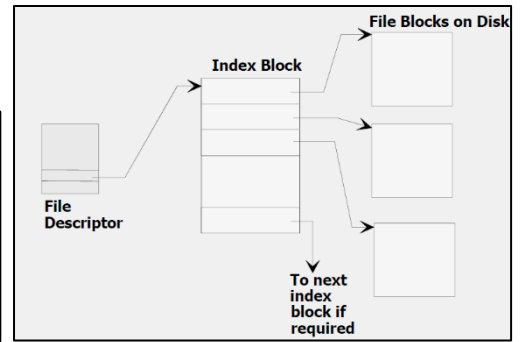 File Blocks on Disk
Index Block
File
Descriptor
To next
index
block if
required